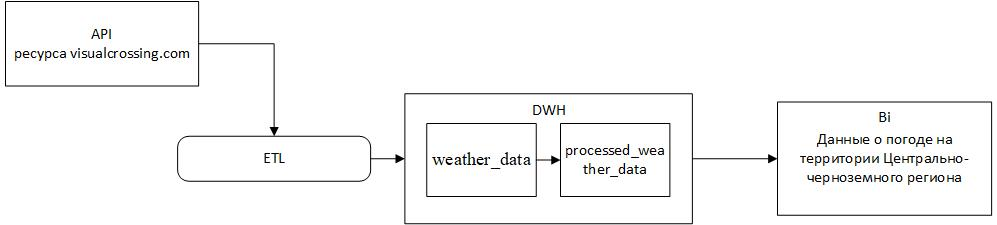 API
ресурса visualcrossing.com
ETL
DWH
weather_data
processed_wea
ther_data
Bi
Данные о погоде на
территории Центрально-
черноземного региона